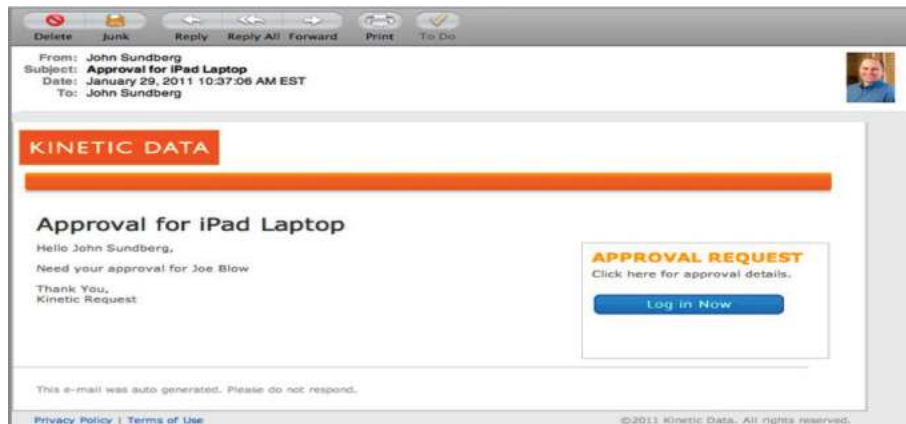 Delete Junk Reply Reply All Forward Print To Do
From: John Sundberg
Subject: Approval for iPad Laptop
Date: January 29, 2011 10:37:06 AM EST
To: John Sundberg
KINETIC DATA
Approval for iPad Laptop
Hello John Sundberg,
Need your approval for Joe Blow
Thank You,
Kinetic Request
APPROVAL REQUEST
Click here for approval details.
Log in Now
This e-mail was auto generated. Please do not respond.
Privacy Policy | Terms of Use
©2011 Kinetic Data. All rights reserved.